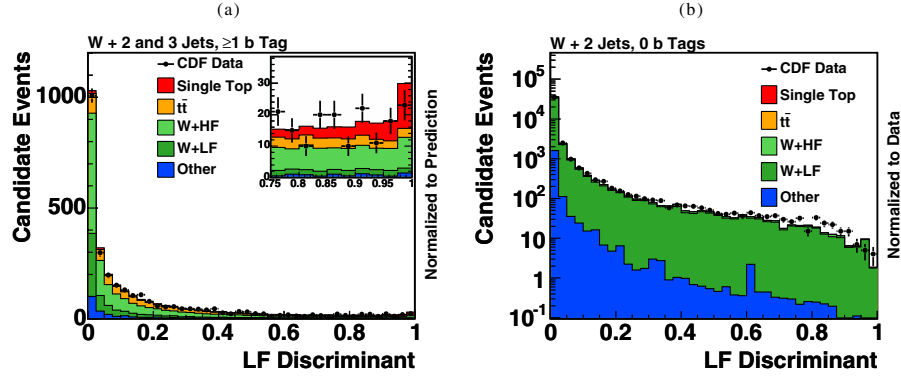 (a)
W + 2 and 3 Jets, ≥1 b Tag
Candidate Events
1000
500
0
CDF Data
Single Top
tt̄
W+HF
W+LF
Other
30
20
10
0
0.75 0.8 0.85 0.9 0.95 1
Normalized to Prediction
0 0.2 0.4 0.6 0.8 1
LF Discriminant
(b)
W + 2 Jets, 0 b Tags
Candidate Events
10⁵
10⁴
10³
10²
10
1
10⁻¹
CDF Data
Single Top
tt̄
W+HF
W+LF
Other
Normalized to Data
0 0.2 0.4 0.6 0.8 1
LF Discriminant